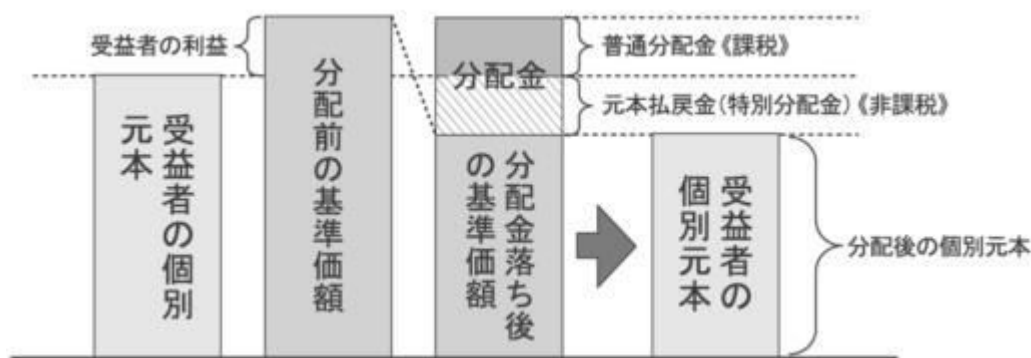 受益者の利益
受益者の個別
元本
分配前の基準価額
分配金
分配金落ち後
の基準価額
普通分配金《課税》
元本払戻金(特別分配金)《非課税》
受益者の
個別元本
分配後の個別元本